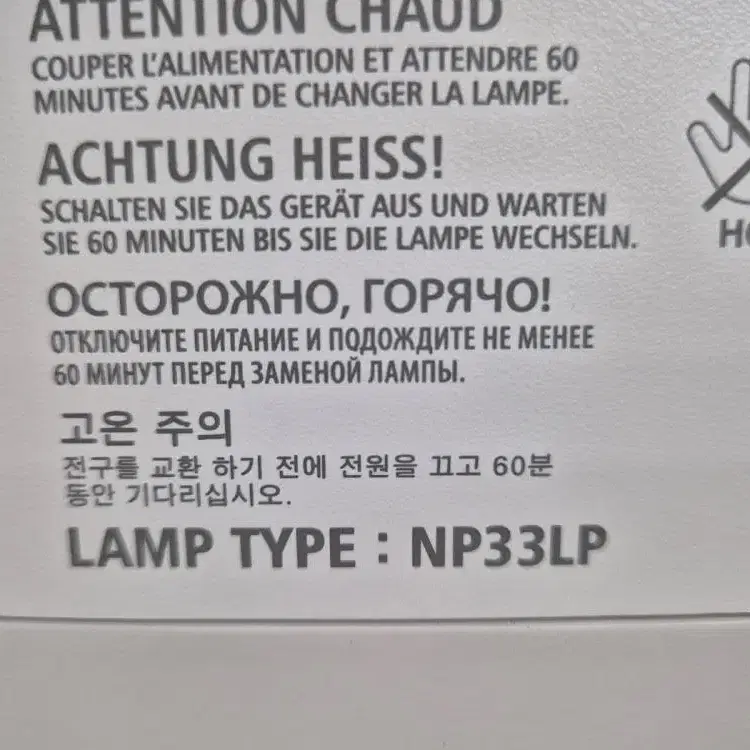 ATTENTION CHAUD
COUPER L'ALIMENTATION ET ATTENDRE 60
MINUTES AVANT DE CHANGER LA LAMPE.
ACHTUNG HEISS!
SCHALTEN SIE DAS GERÄT AUS UND WARTEN
SIE 60 MINUTEN BIS SIE DIE LAMPE WECHSELN.
ОСТОРОЖНО, ГОРЯЧО!
ОТКЛЮЧИТЕ ПИТАНИЕ И ПОДОЖДИТЕ НЕ МЕНЕЕ
60 МИНУТ ПЕРЕД ЗАМЕНОЙ ЛАМПЫ.
고온 주의
전구를 교환 하기 전에 전원을 끄고 60분
동안 기다리십시오.
LAMP TYPE : NP33LP